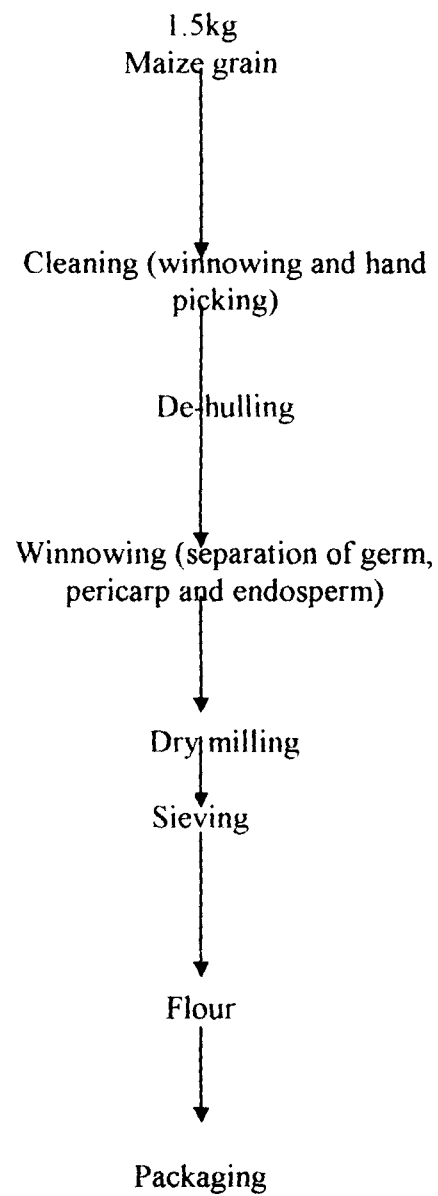 1.5kg
Maize grain
Cleaning (winnowing and hand
picking)
De-hulling
Winnowing (separation of germ,
pericarp and endosperm)
Dry milling
Sieving
Flour
Packaging